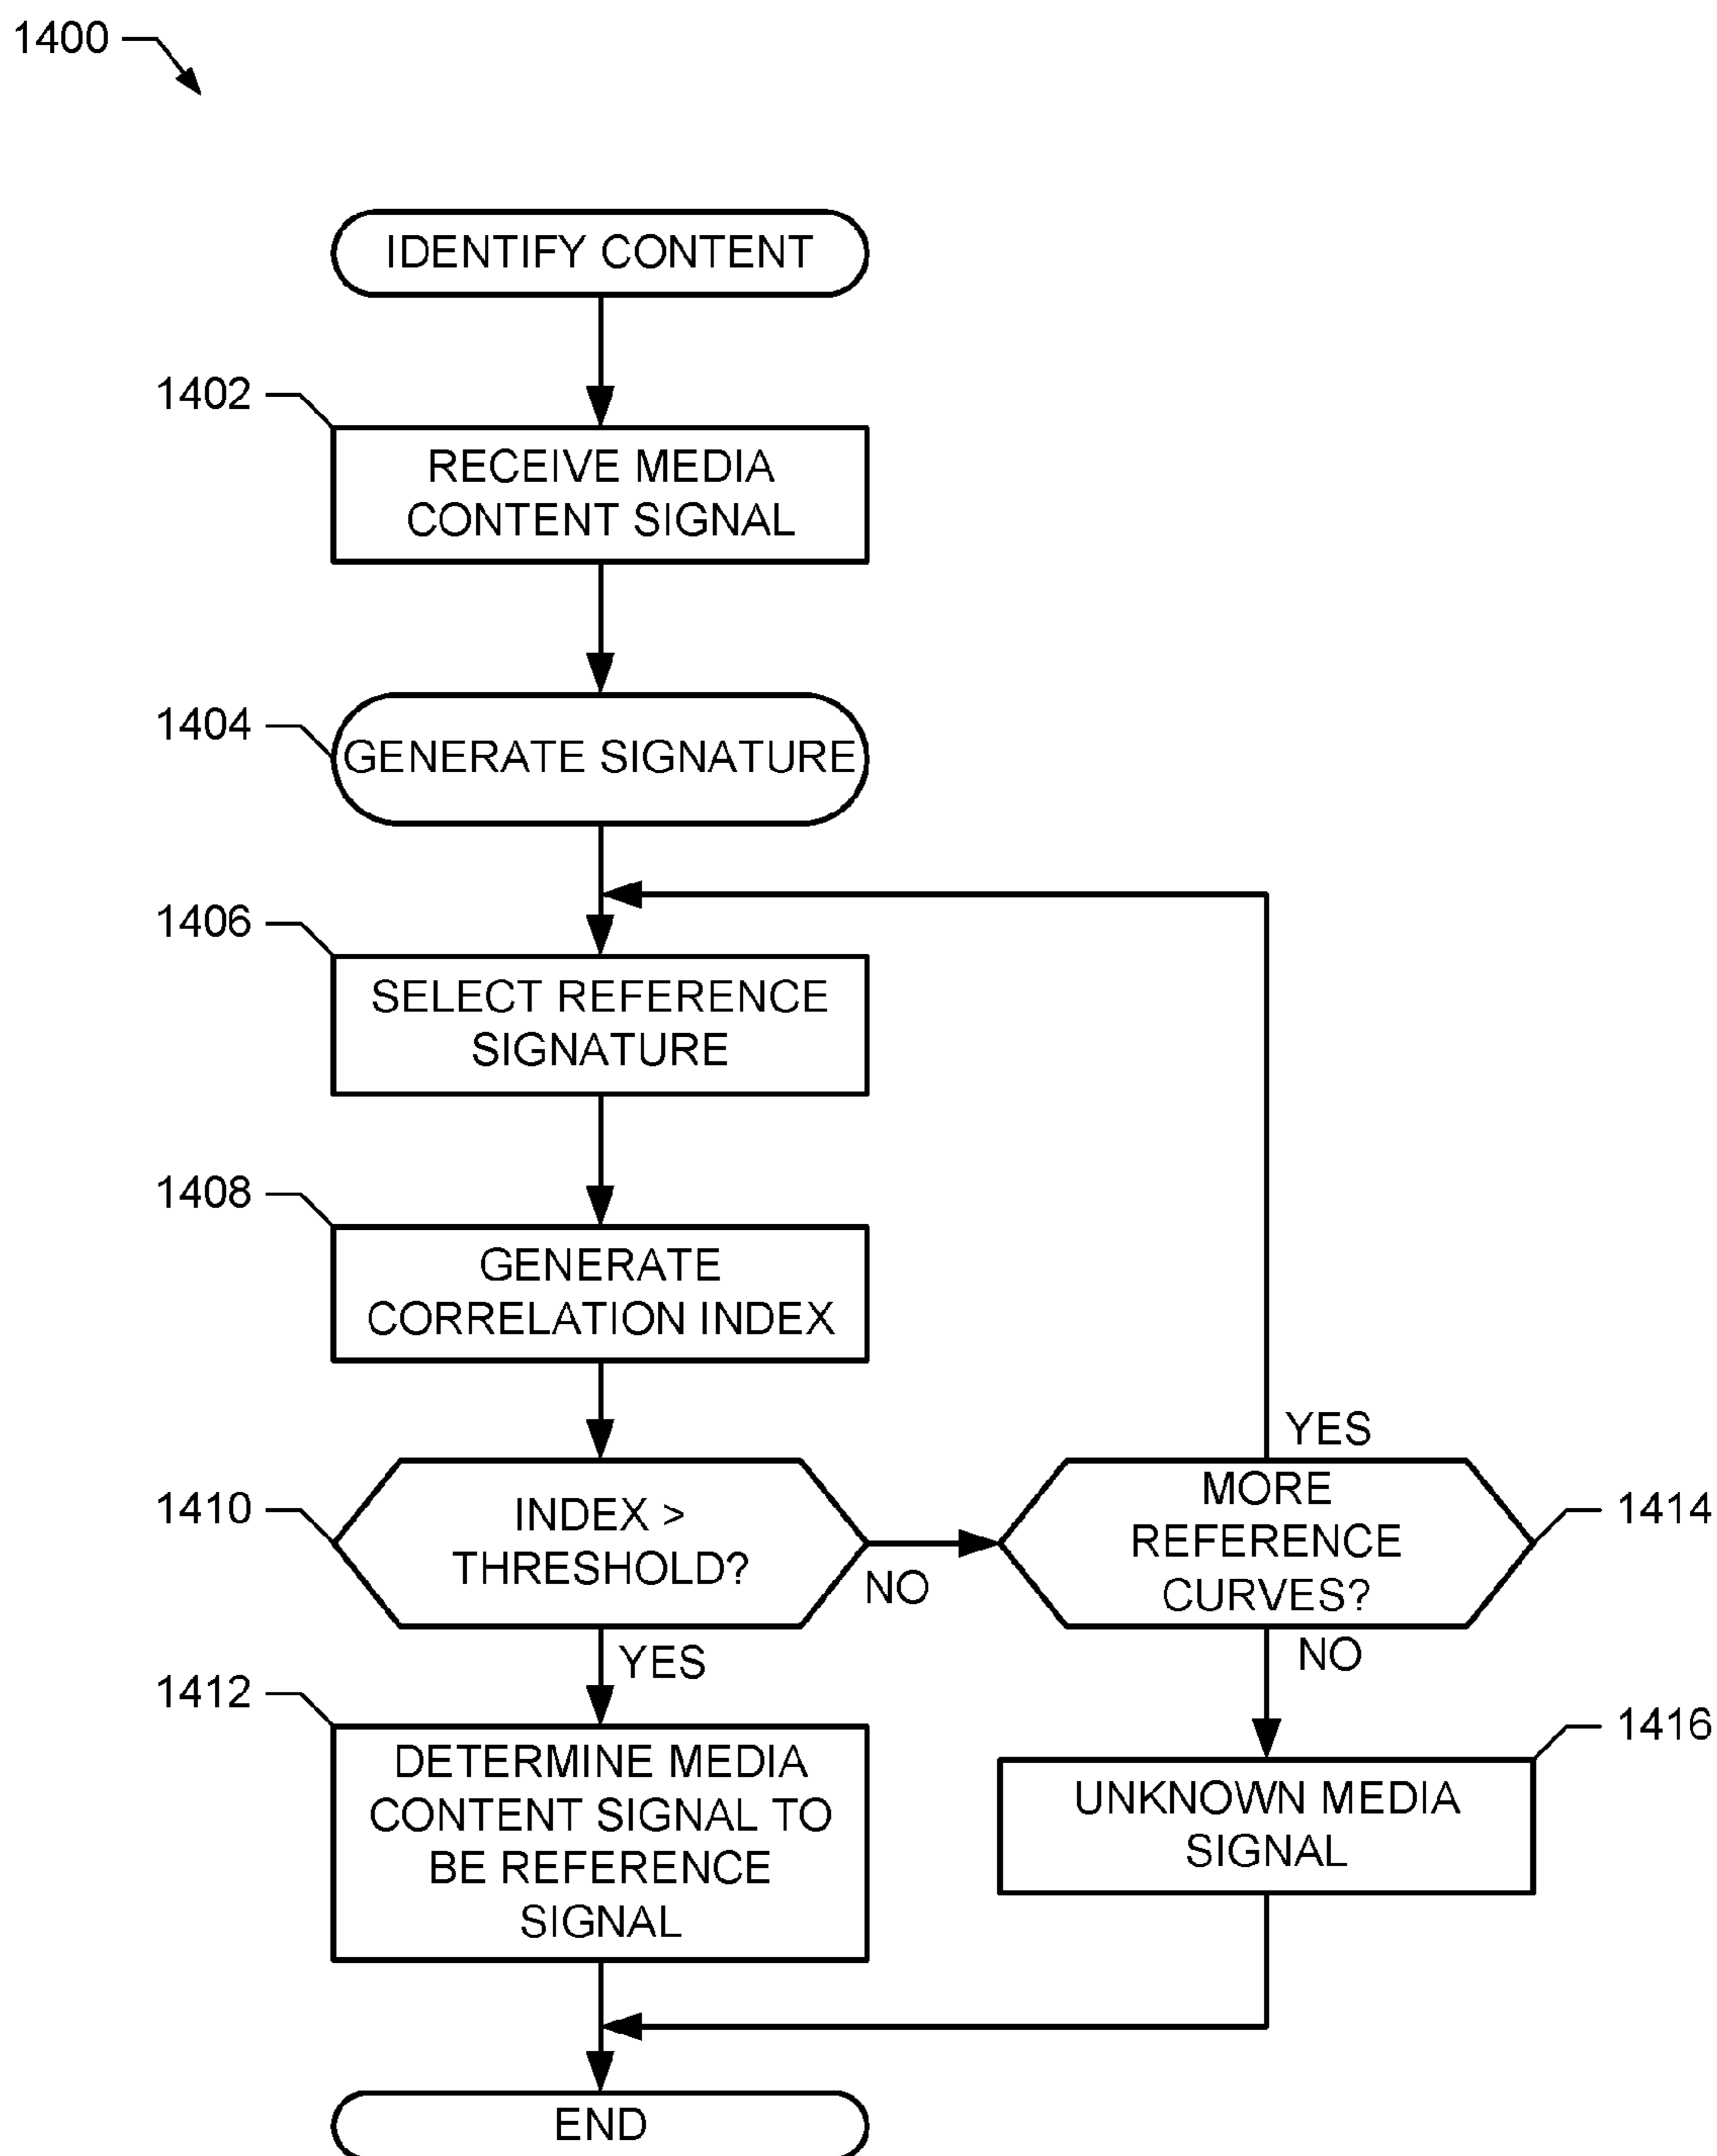 1400
IDENTIFY CONTENT
1402
RECEIVE MEDIA
CONTENT SIGNAL
1404
GENERATE SIGNATURE
1406
SELECT REFERENCE
SIGNATURE
1408
GENERATE
CORRELATION INDEX
1410
INDEX >
THRESHOLD?
NO
YES
MORE
REFERENCE
CURVES?
1414
YES
NO
1412
DETERMINE MEDIA
CONTENT SIGNAL TO
BE REFERENCE
SIGNAL
1416
UNKNOWN MEDIA
SIGNAL
END